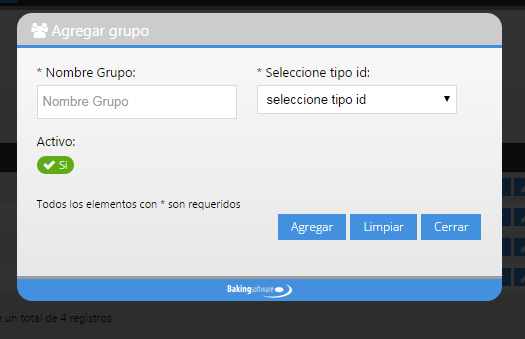 Agregar grupo
* Nombre Grupo: * Seleccione tipo id:
Nombre Grupo seleccione tipo id
Activo:
Si
Todos los elementos con * son requeridos
Agregar Limpiar Cerrar
Bakingsoftware
e un total de 4 registros